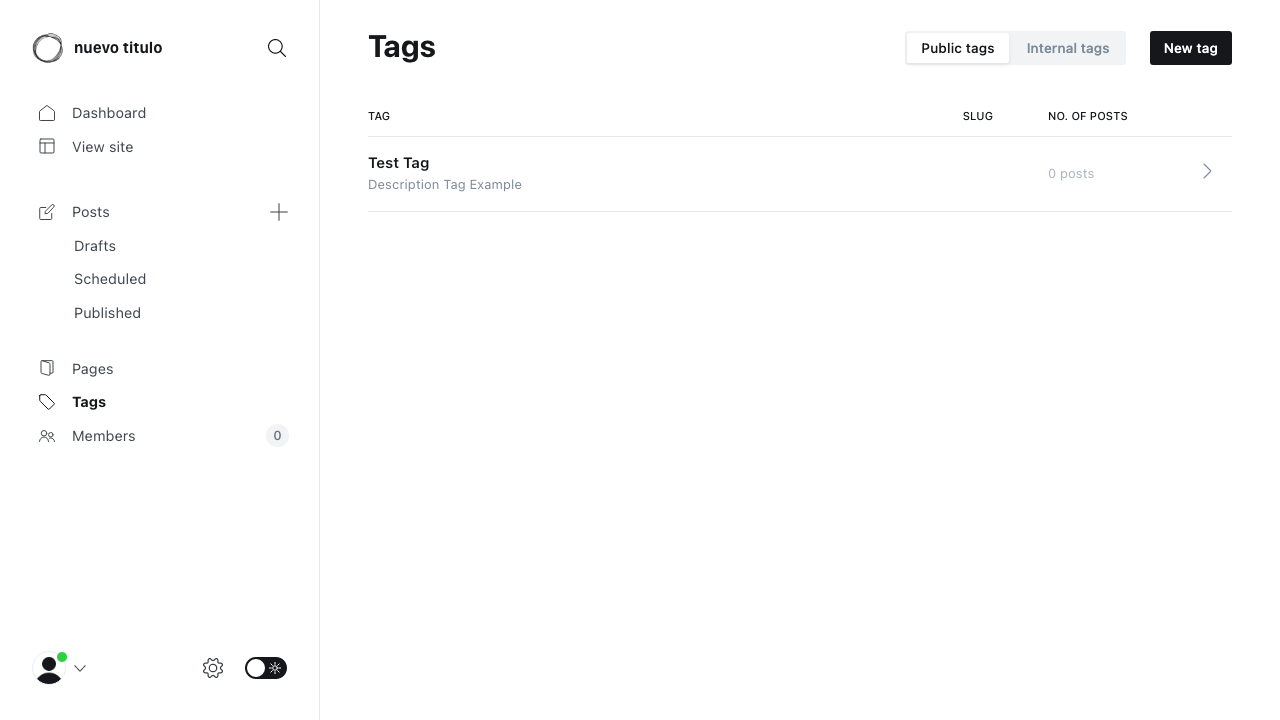 nuevo titulo
Dashboard
View site
Posts
Drafts
Scheduled
Published
Pages
Tags
Members 0
Tags
Public tags Internal tags New tag
TAG SLUG NO. OF POSTS
Test Tag
Description Tag Example
0 posts